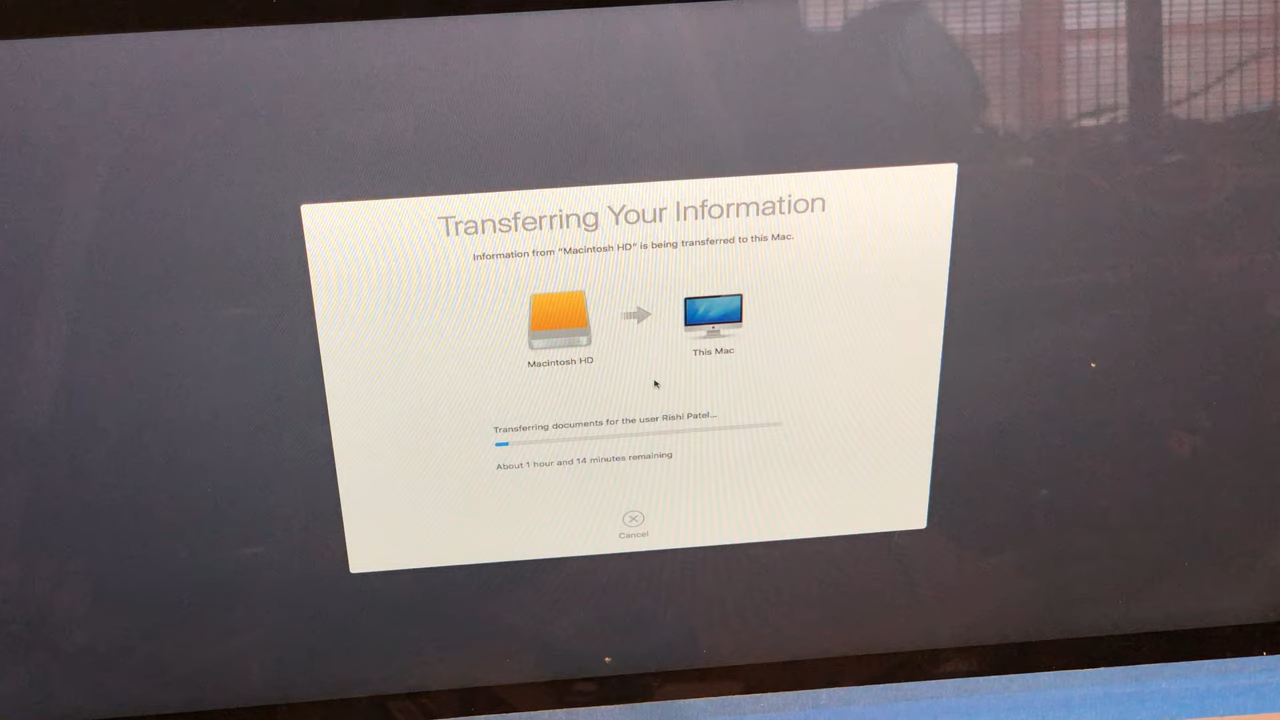 Transferring Your Information
Information from "Macintosh HD" is being transferred to this Mac.
Macintosh HD
This Mac
Transferring documents for the user Rishi Patel...
About 1 hour and 14 minutes remaining
Cancel